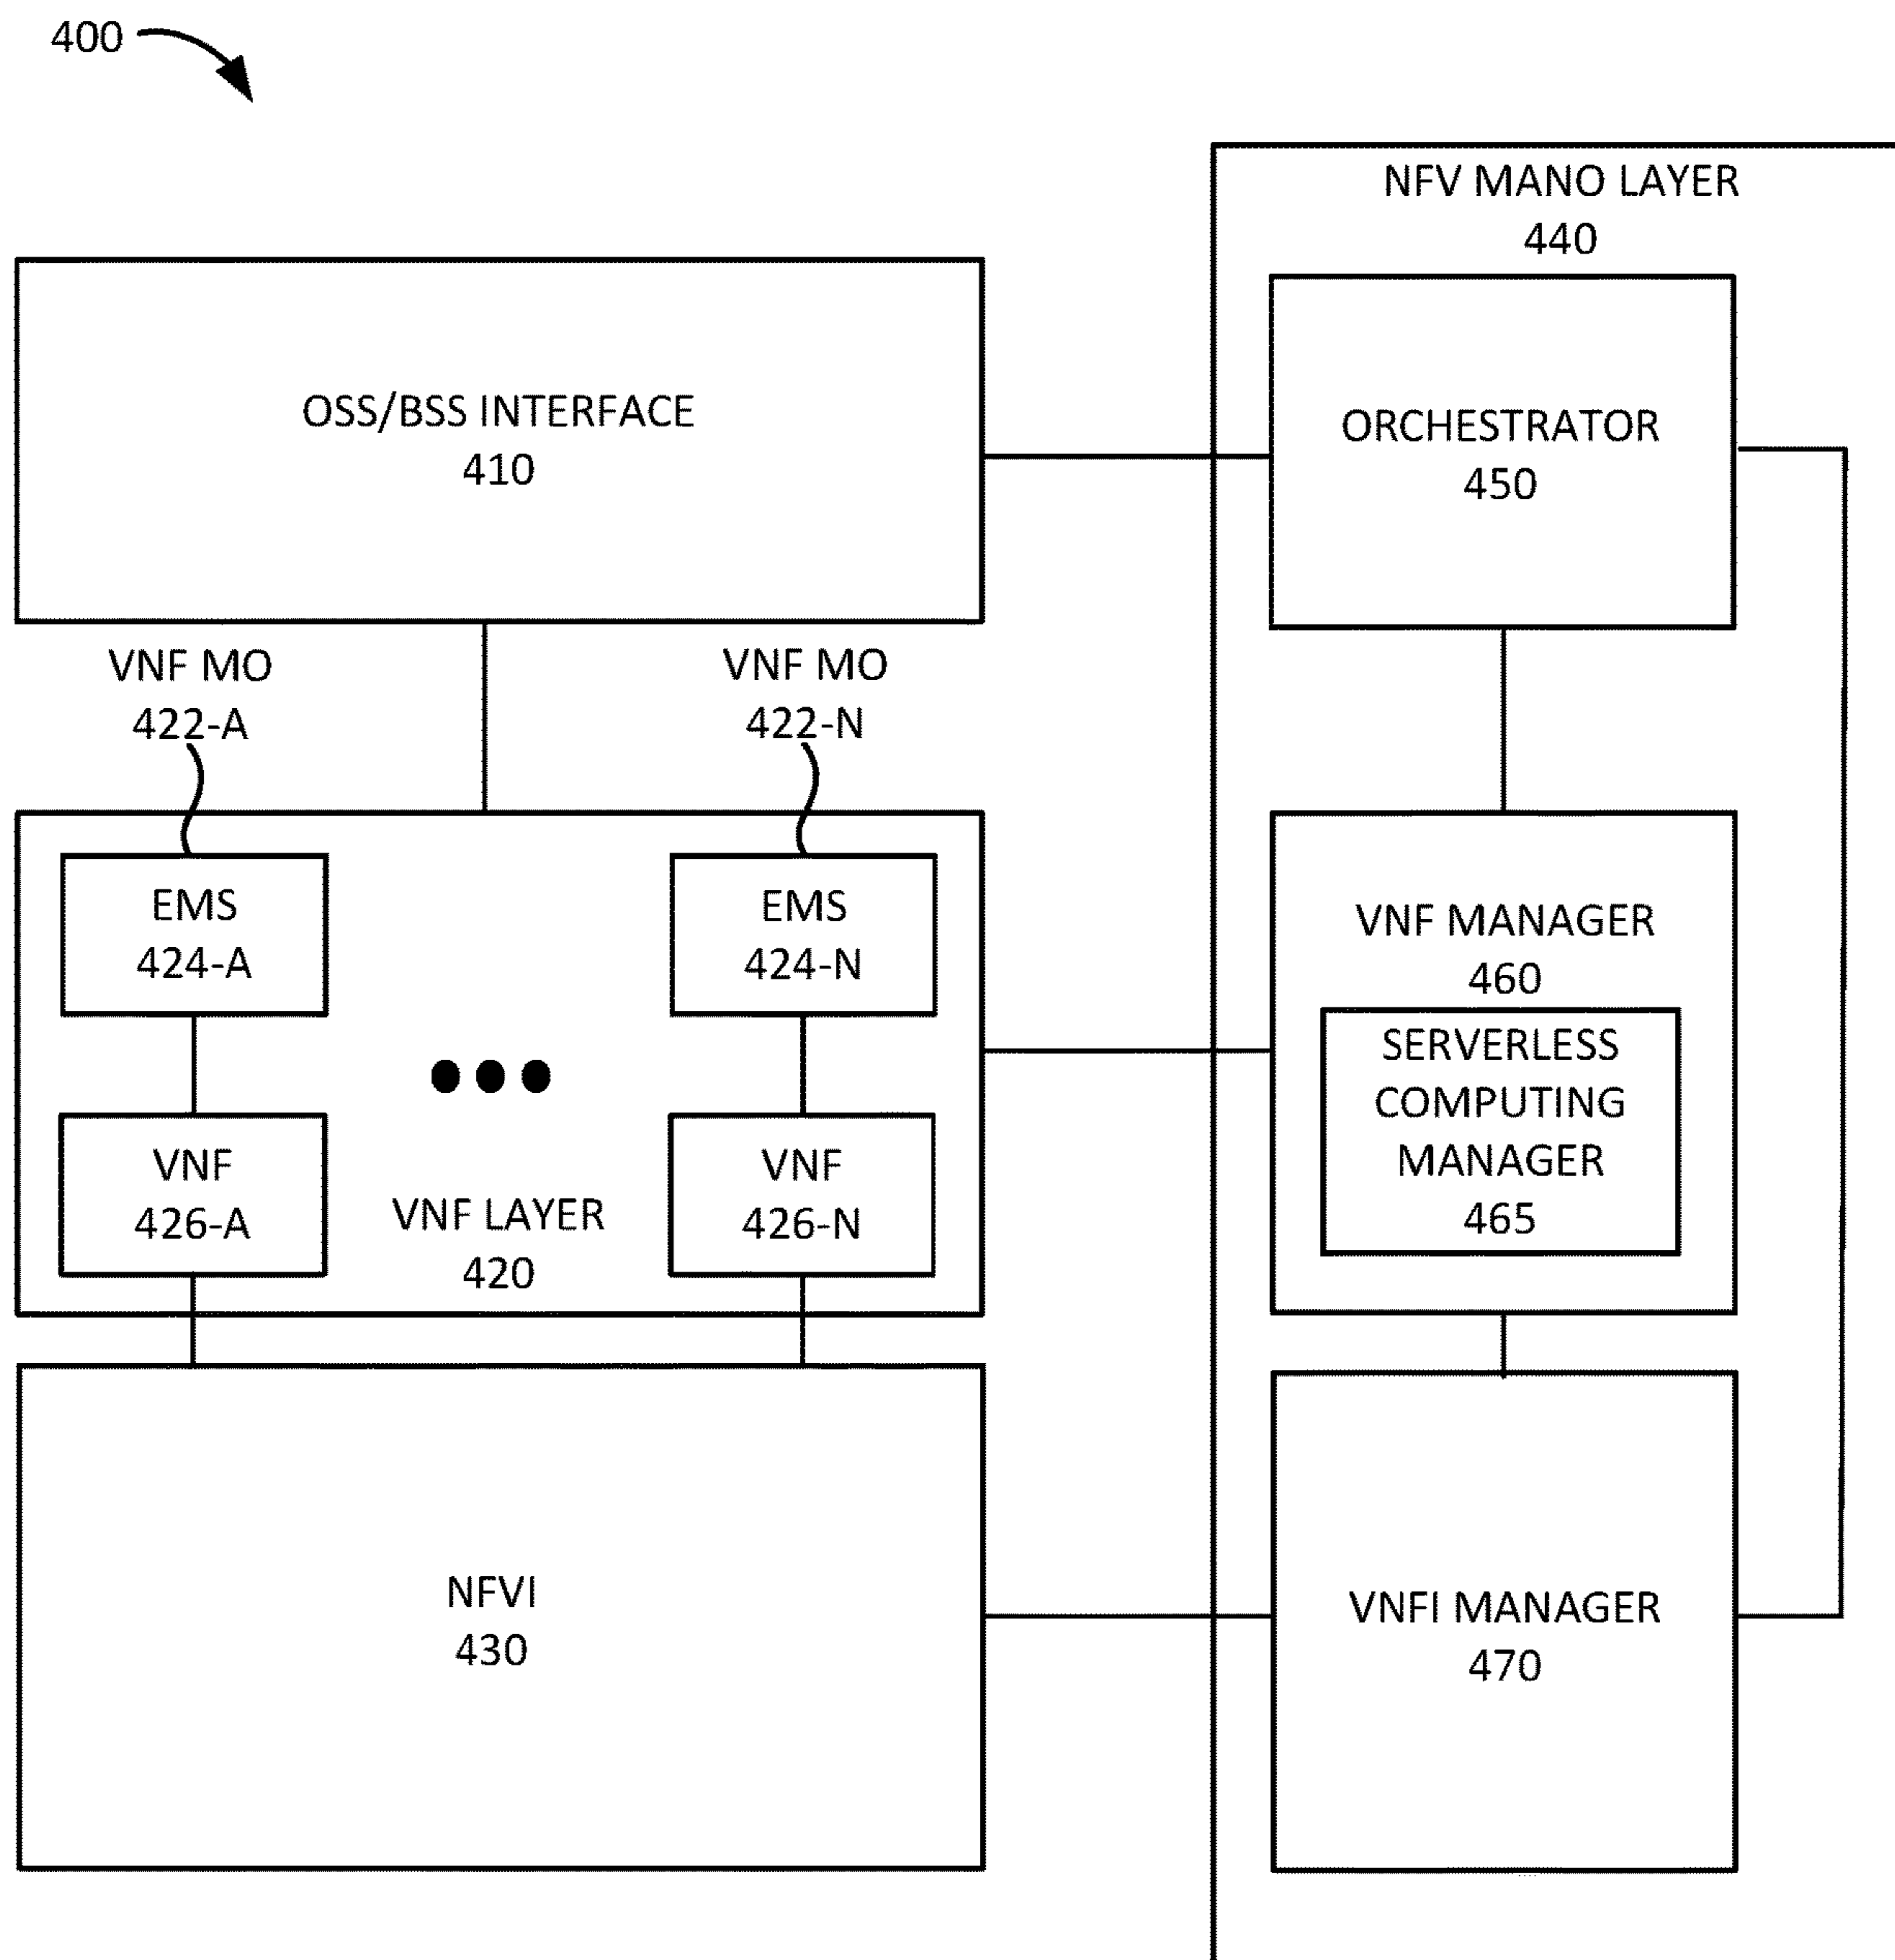 400
NFV MANO LAYER
440
OSS/BSS INTERFACE
410
ORCHESTRATOR
450
VNF MO
422-A
VNF MO
422-N
EMS
424-A
EMS
424-N
VNF
426-A
VNF LAYER
420
VNF
426-N
VNF MANAGER
460
SERVERLESS
COMPUTING
MANAGER
465
NFVI
430
VNFI MANAGER
470